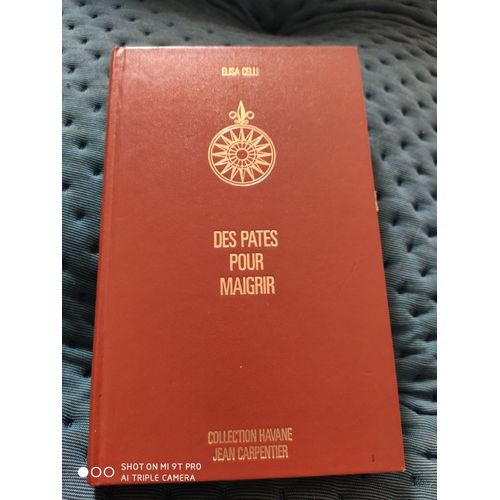 ELISA CELLI
DES PATES
POUR
MAIGRIR
COLLECTION HAVANE
JEAN CARPENTIER
SHOT ON MI 9T PRO
AI TRIPLE CAMERA